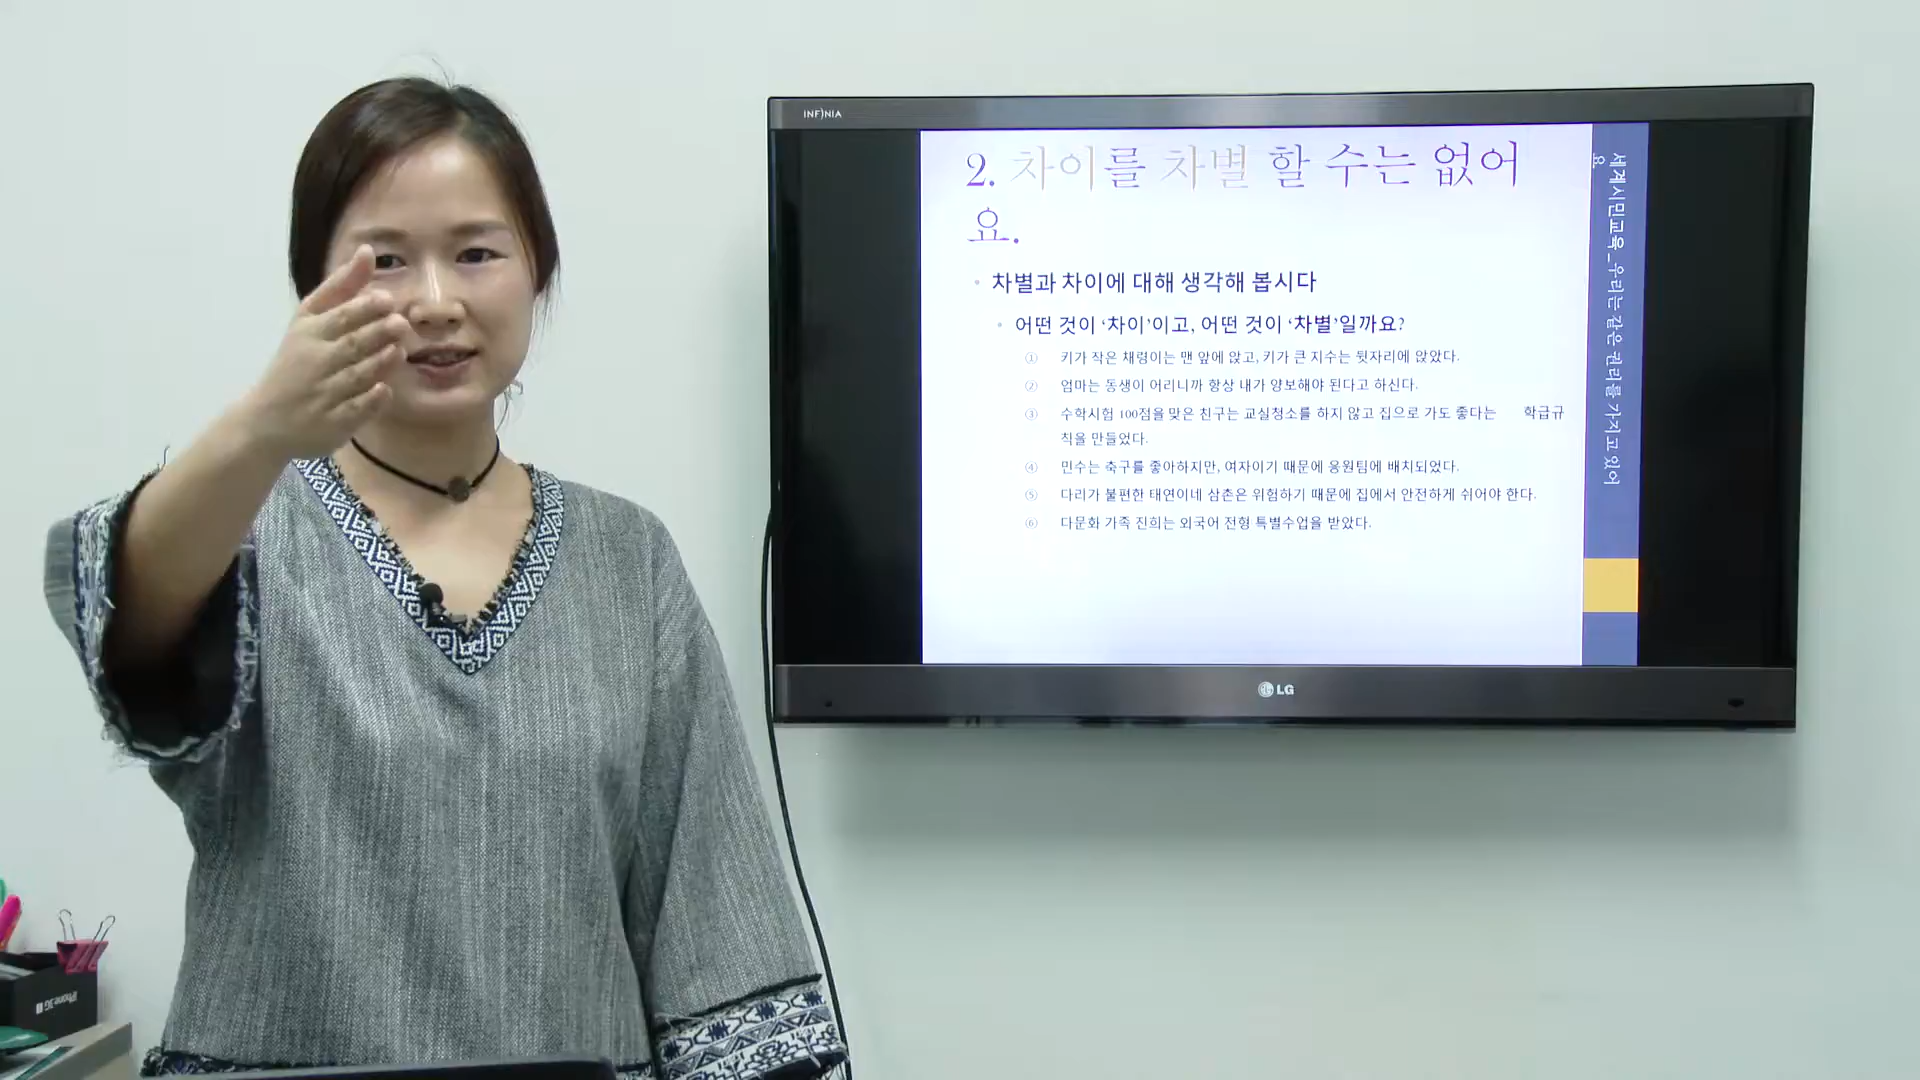 INFINIA
2. 차이를 차별 할 수는 없어
요.
• 차별과 차이에 대해 생각해 봅시다
• 어떤 것이 ‘차이’이고, 어떤 것이 ‘차별’일까요?
① 키가 작은 채령이는 맨 앞에 앉고, 키가 큰 지수는 뒷자리에 앉았다.
② 엄마는 동생이 어리니까 항상 내가 양보해야 된다고 하신다.
③ 수학시험 100점을 맞은 친구는 교실청소를 하지 않고 집으로 가도 좋다는 학급규
칙을 만들었다.
④ 민수는 축구를 좋아하지만, 여자이기 때문에 응원팀에 배치되었다.
⑤ 다리가 불편한 태연이네 삼촌은 위험하기 때문에 집에서 안전하게 쉬어야 한다.
⑥ 다문화 가족 진희는 외국어 전형 특별수업을 받았다.
세계시민교육_우리는 같은 권리를 가지고 있어
요
LG
iPhone 3G